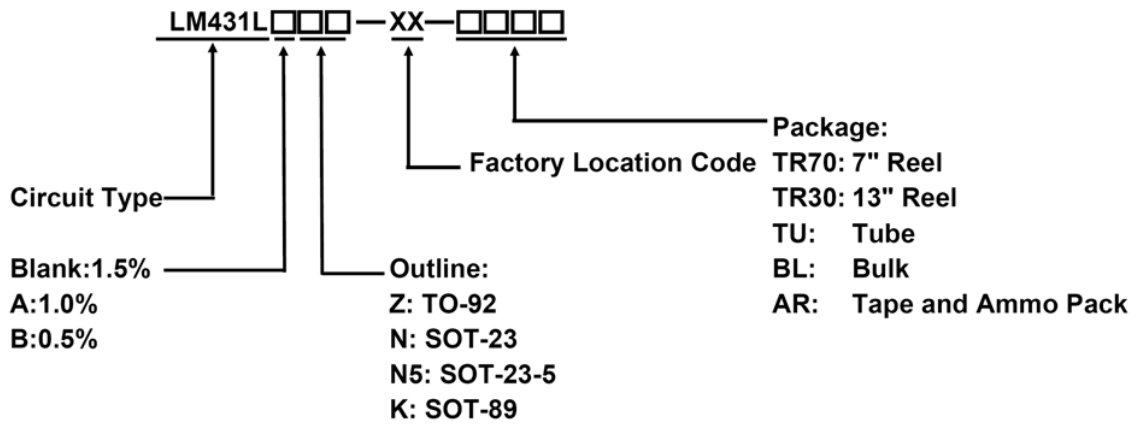 LM431L□□□—XX—□□□□
Package:
Factory Location Code
TR70: 7" Reel
TR30: 13" Reel
TU: Tube
BL: Bulk
AR: Tape and Ammo Pack
Circuit Type
Blank:1.5%
A:1.0%
B:0.5%
Outline:
Z: TO-92
N: SOT-23
N5: SOT-23-5
K: SOT-89